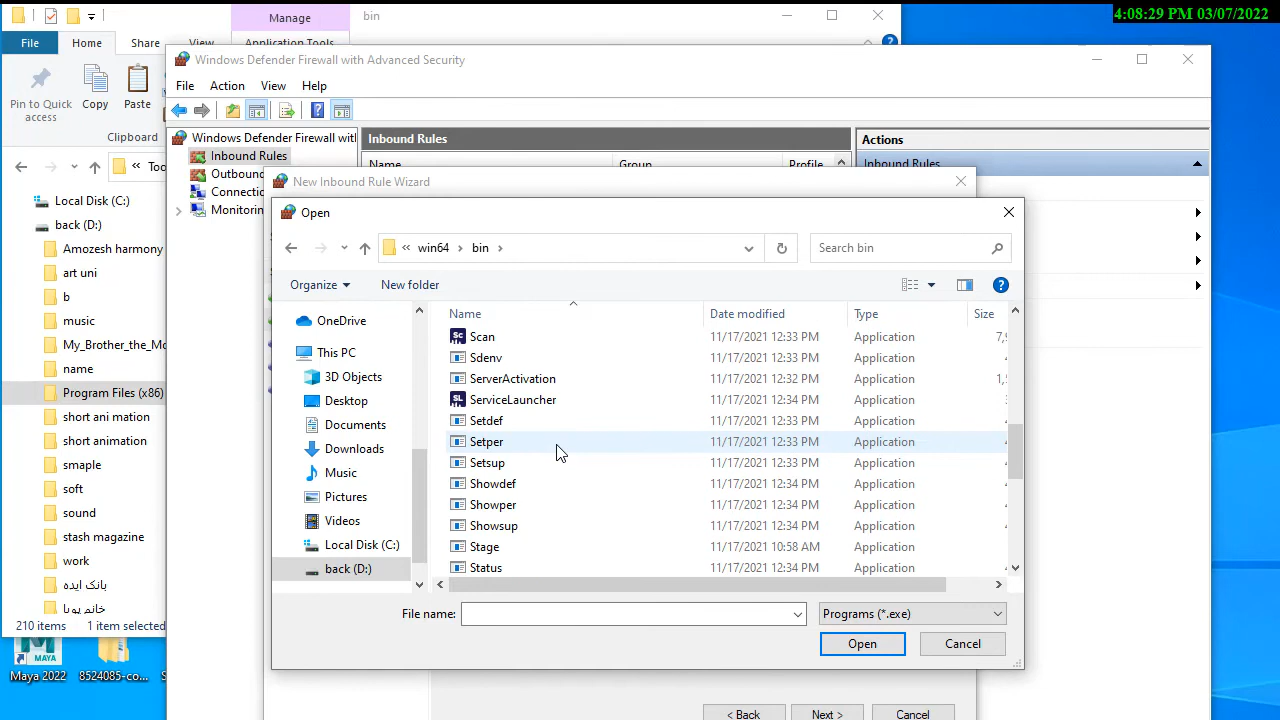 4:08:29 PM 03/07/2022
Manage
bin
File
Home
Share
View
Application Tools
Pin to Quick access
Copy
Paste
Clipboard
Too
Local Disk (C:)
back (D:)
Amozesh harmony
art uni
b
music
My_Brother_the_Mo
name
Program Files (x86)
short ani mation
short animation
smaple
soft
sound
stash magazine
work
بانک ایده
خانم پویا
210 items
1 item selected
Maya 2022
8524085-co...
Windows Defender Firewall with Advanced Security
File
Action
View
Help
Windows Defender Firewall with
Inbound Rules
Outboun
Connectio
Monitorin
Inbound Rules
Name
Group
Profile
Actions
Inbound Rules
New Inbound Rule Wizard
Open
win64
bin
Search bin
Organize
New folder
OneDrive
This PC
3D Objects
Desktop
Documents
Downloads
Music
Pictures
Videos
Local Disk (C:)
back (D:)
Name
Date modified
Type
Size
Scan 11/17/2021 12:33 PM Application 7,
Sdenv 11/17/2021 12:33 PM Application
ServerActivation 11/17/2021 12:32 PM Application 1,
ServiceLauncher 11/17/2021 12:33 PM Application
Setdef 11/17/2021 12:33 PM Application
Setper 11/17/2021 12:33 PM Application
Setsup 11/17/2021 12:33 PM Application
Showdef 11/17/2021 12:34 PM Application
Showper 11/17/2021 12:34 PM Application
Showsup 11/17/2021 12:34 PM Application
Stage 11/17/2021 10:58 AM Application
Status 11/17/2021 12:34 PM Application
File name:
Programs (*.exe)
Open
Cancel
< Back
Next >
Cancel